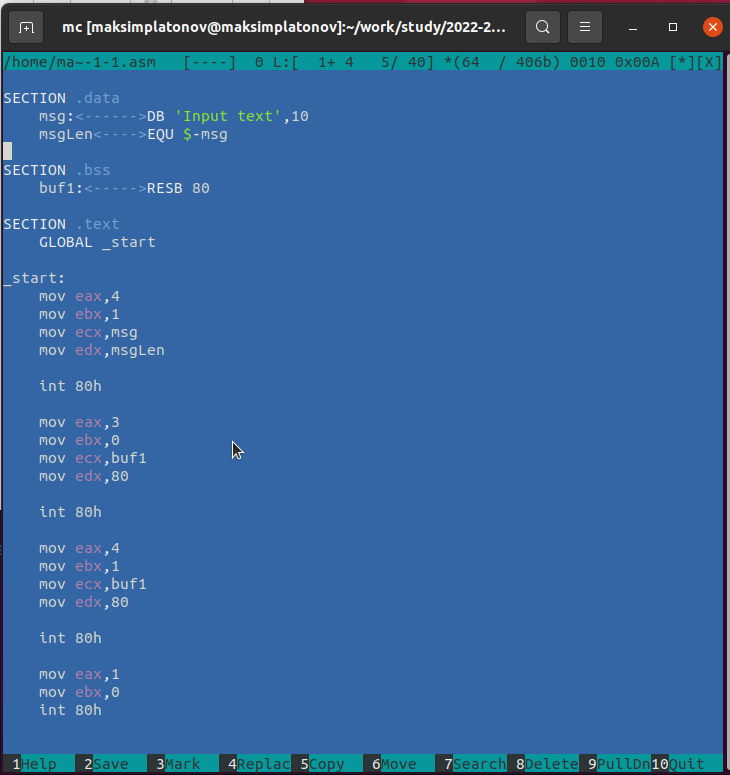 mc [maksimplatonov@maksimplatonov]:~/work/study/2022-2...
/home/ma~-1-1.asm   [----]  0 L:[  1+ 4   5/ 40] *(64  / 406b) 0010 0x00A [*][X]
SECTION .data
    msg:<------>DB 'Input text',10
    msgLen<---->EQU $-msg
SECTION .bss
    buf1:<----->RESB 80
SECTION .text
    GLOBAL _start
_start:
    mov eax,4
    mov ebx,1
    mov ecx,msg
    mov edx,msgLen
    int 80h
    mov eax,3
    mov ebx,0
    mov ecx,buf1
    mov edx,80
    int 80h
    mov eax,4
    mov ebx,1
    mov ecx,buf1
    mov edx,80
    int 80h
    mov eax,1
    mov ebx,0
    int 80h
 1Help   2Save   3Mark   4Replac 5Copy   6Move   7Search 8Delete 9PullDn10Quit